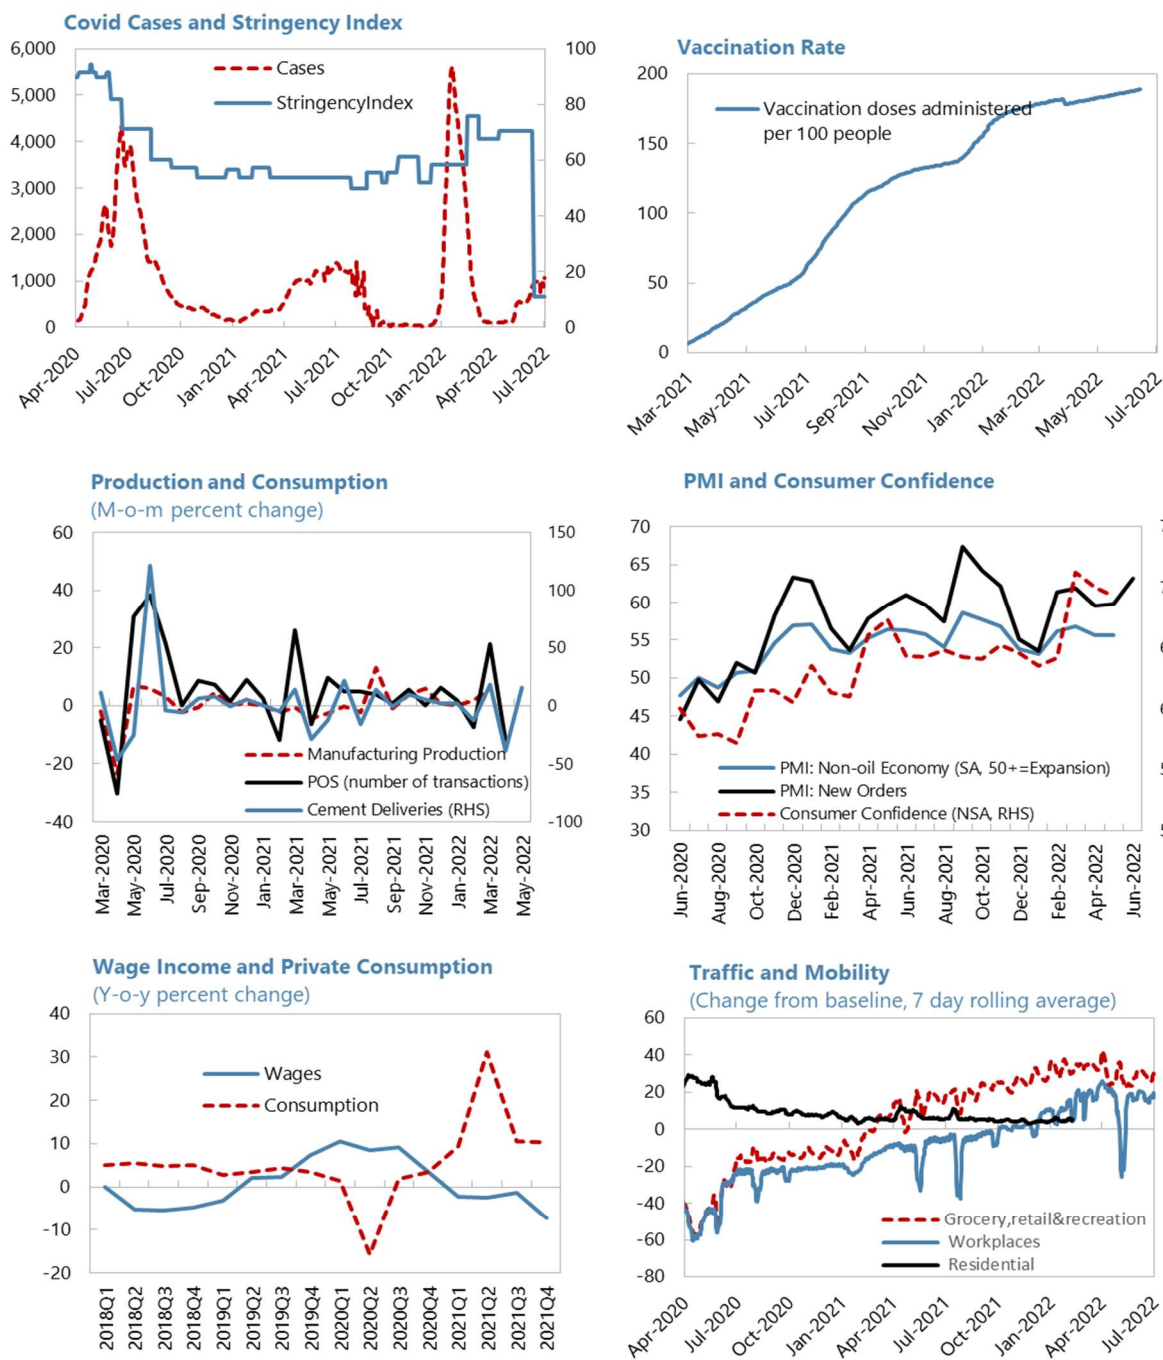 Covid Cases and Stringency Index
6,000
5,000
4,000
3,000
2,000
1,000
0
100
80
60
40
20
0
Cases
StringencyIndex
Apr-2020
Jul-2020
Oct-2020
Jan-2021
Apr-2021
Jul-2021
Oct-2021
Jan-2022
Apr-2022
Jul-2022
Vaccination Rate
200
150
100
50
0
Vaccination doses administered
per 100 people
Mar-2021
May-2021
Jul-2021
Sep-2021
Nov-2021
Jan-2022
Mar-2022
May-2022
Jul-2022
Production and Consumption
(M-o-m percent change)
60
40
20
0
-20
-40
150
100
50
0
-50
-100
Manufacturing Production
POS (number of transactions)
Cement Deliveries (RHS)
Mar-2020
May-2020
Jul-2020
Sep-2020
Nov-2020
Jan-2021
Mar-2021
May-2021
Jul-2021
Sep-2021
Nov-2021
Jan-2022
Mar-2022
May-2022
PMI and Consumer Confidence
70
65
60
55
50
45
40
35
30
PMI: Non-oil Economy (SA, 50+=Expansion)
PMI: New Orders
Consumer Confidence (NSA, RHS)
Jun-2020
Aug-2020
Oct-2020
Dec-2020
Feb-2021
Apr-2021
Jun-2021
Aug-2021
Oct-2021
Dec-2021
Feb-2022
Apr-2022
Jun-2022
Wage Income and Private Consumption
(Y-o-y percent change)
40
30
20
10
0
-10
-20
Wages
Consumption
2018Q1
2018Q2
2018Q3
2018Q4
2019Q1
2019Q2
2019Q3
2019Q4
2020Q1
2020Q2
2020Q3
2020Q4
2021Q1
2021Q2
2021Q3
2021Q4
Traffic and Mobility
(Change from baseline, 7 day rolling average)
60
40
20
0
-20
-40
-60
-80
Grocery,retail&recreation
Workplaces
Residential
Apr-2020
Jul-2020
Oct-2020
Jan-2021
Apr-2021
Jul-2021
Oct-2021
Jan-2022
Apr-2022
Jul-2022